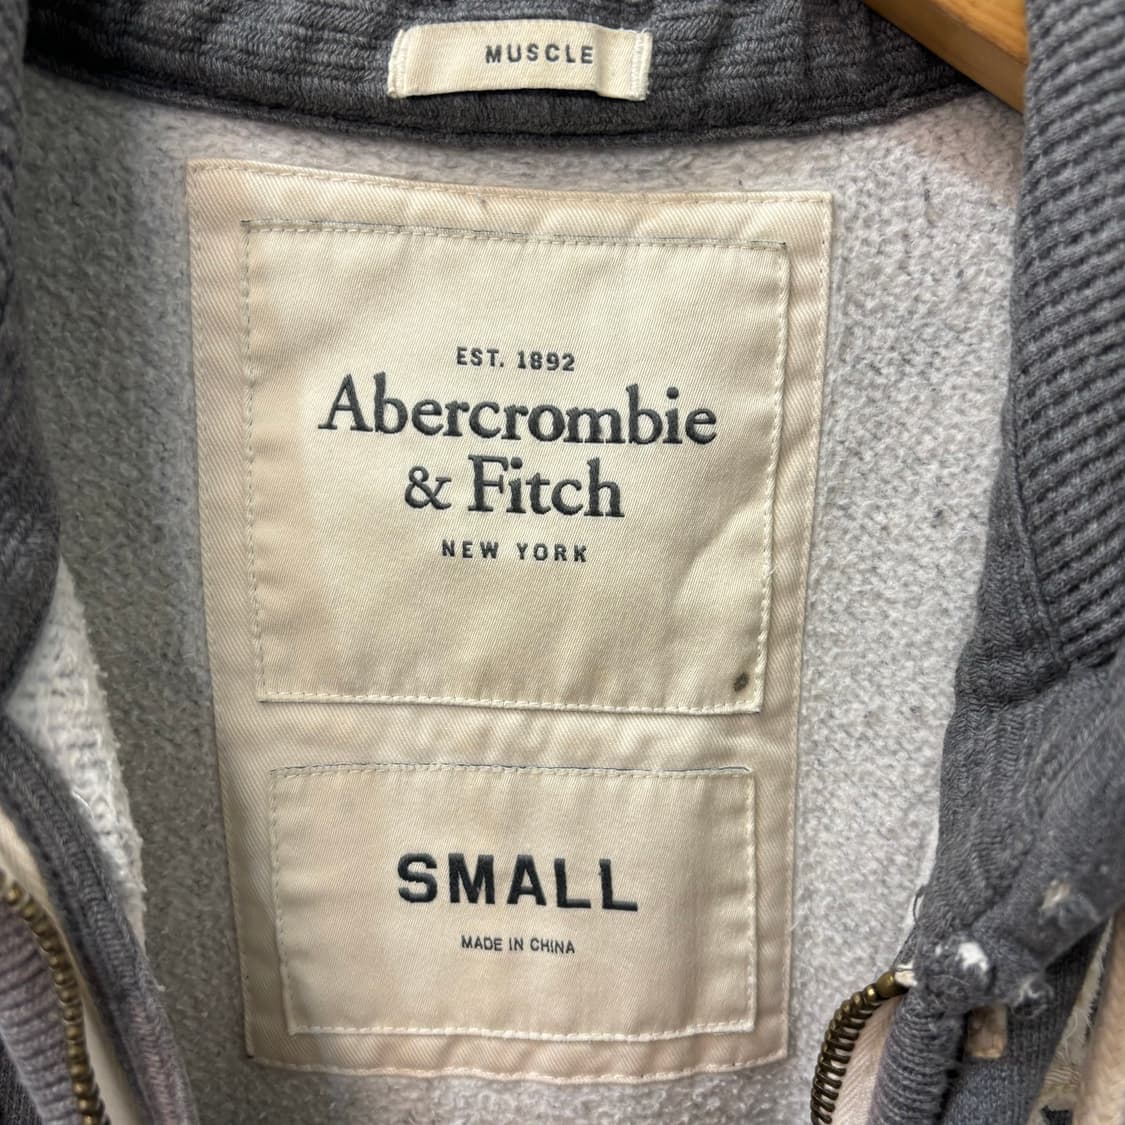 MUSCLE
EST. 1892
Abercrombie
& Fitch
NEW YORK
SMALL
MADE IN CHINA